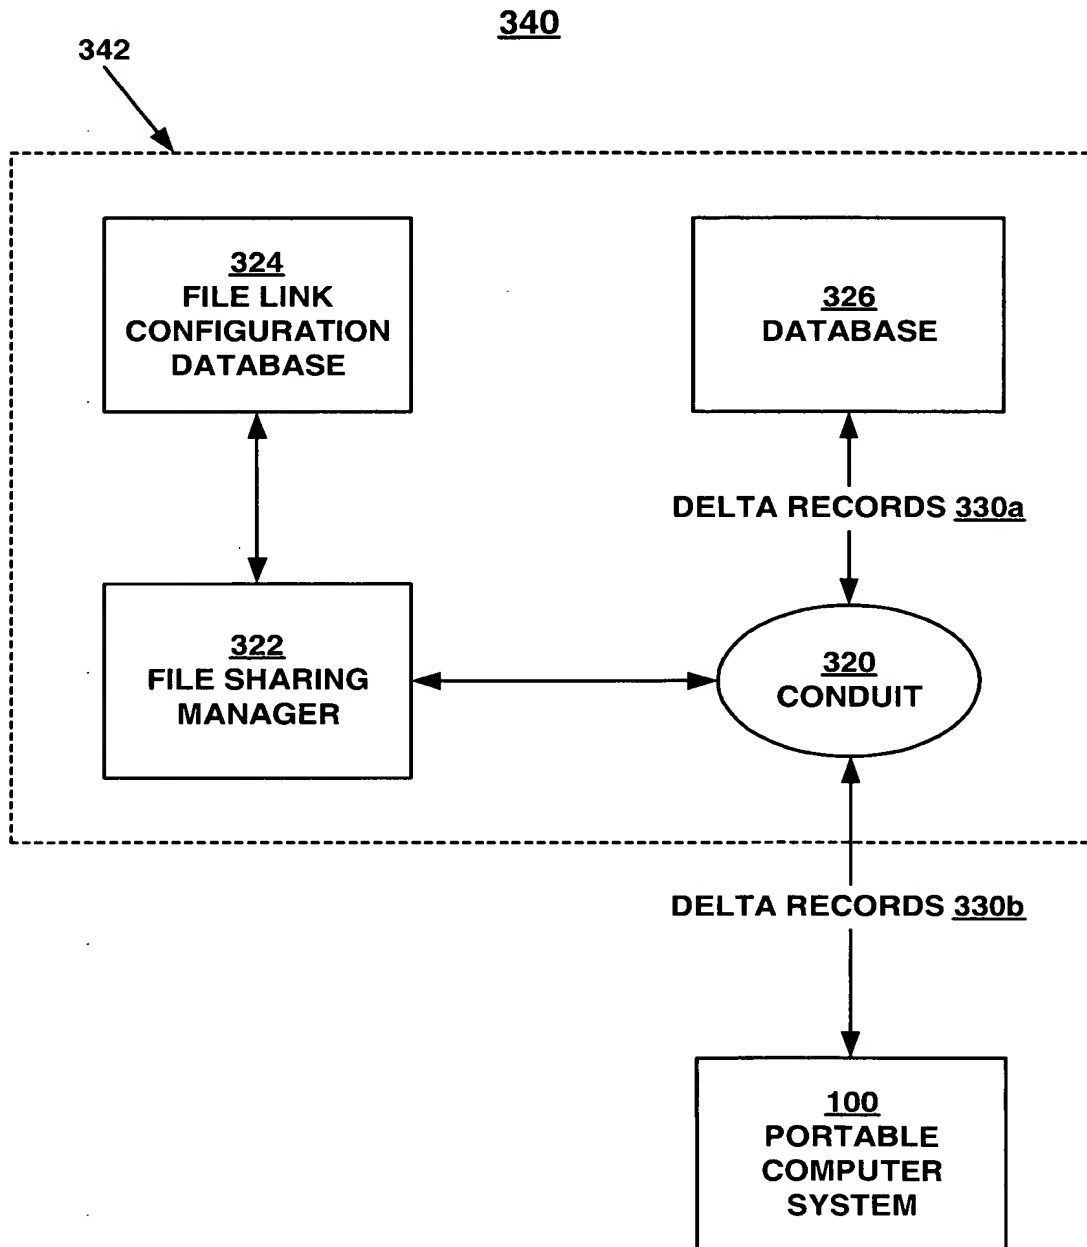 340
342
324
FILE LINK
CONFIGURATION
DATABASE
326
DATABASE
DELTA RECORDS 330a
322
FILE SHARING
MANAGER
320
CONDUIT
DELTA RECORDS 330b
100
PORTABLE
COMPUTER
SYSTEM